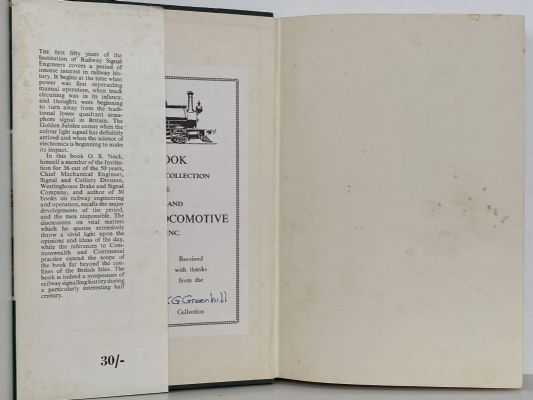 THE first fifty years of the
Institution of Railway Signal
Engineers covers a period of
intense interest in railway his-
tory. It begins at the time when
power was first superseding
manual operation, when track
circuiting was in its infancy,
and thoughts were beginning
to turn away from the tradi-
tional lower quadrant sema-
phore signal in Britain. The
Golden Jubilee comes when the
colour light signal has definitely
arrived and when the science of
electronics is beginning to make
its impact.
In this book O. S. Nock,
himself a member of the Institu-
tion for 36 out of the 50 years,
Chief Mechanical Engineer,
Signal and Colliery Division,
Westinghouse Brake and Signal
Company, and author of 30
books on railway engineering
and operation, recalls the major
developments of the period,
and the men responsible. The
discussions on vital matters
which he quotes extensively
throw a vivid light upon the
opinions and ideas of the day,
while the references to Com-
monwealth and Continental
practice extend the scope of
the book far beyond the con-
fines of the British Isles. The
book is indeed a symposium of
railway signalling history during
a particularly interesting half
century.
30/-
OOK
COLLECTION
E
AND
OCOMOTIVE
INC.
Received
with thanks
from the
G. Greenhill
Collection